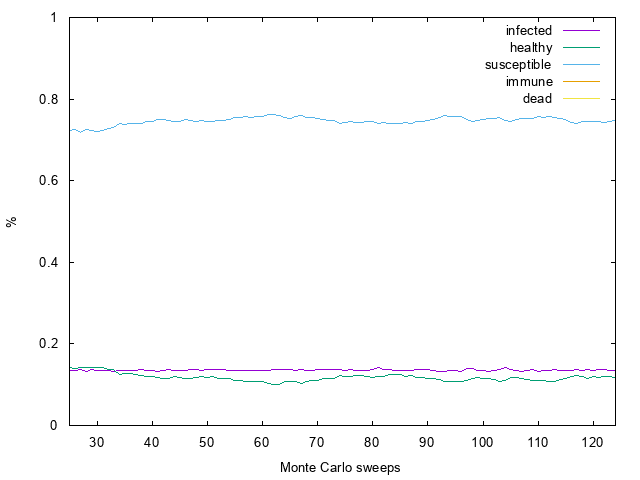 1
0.8
0.6
0.4
0.2
0
%
infected
healthy
susceptible
immune
dead
30 40 50 60 70 80 90 100 110 120
Monte Carlo sweeps